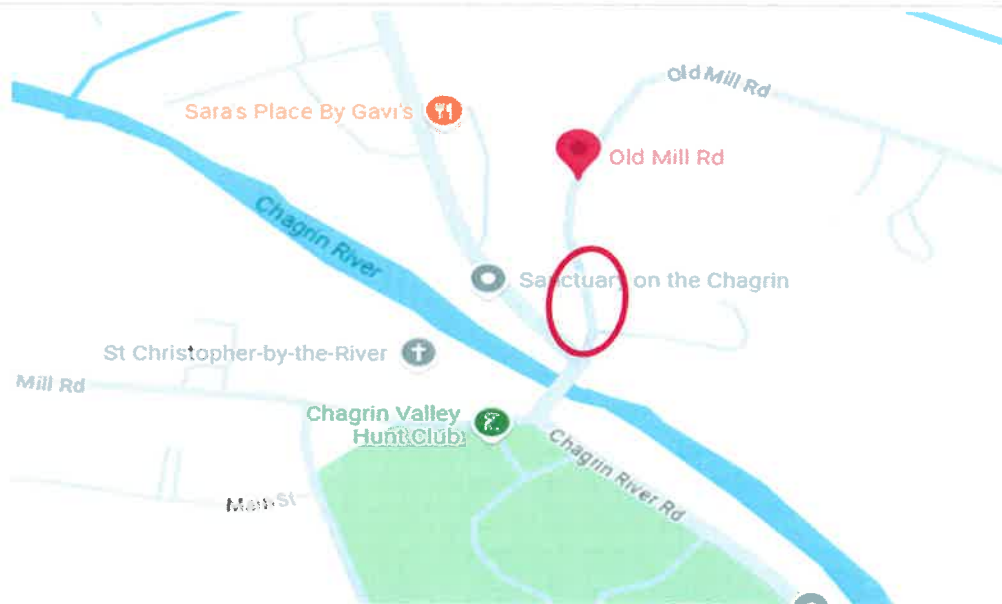 Old Mill Rd
Sara's Place By Gavi's
Old Mill Rd
Chagrin River
Sanctuary on the Chagrin
St Christopher-by-the-River
Mill Rd
Chagrin Valley
Hunt Club
Chagrin River Rd
Main St